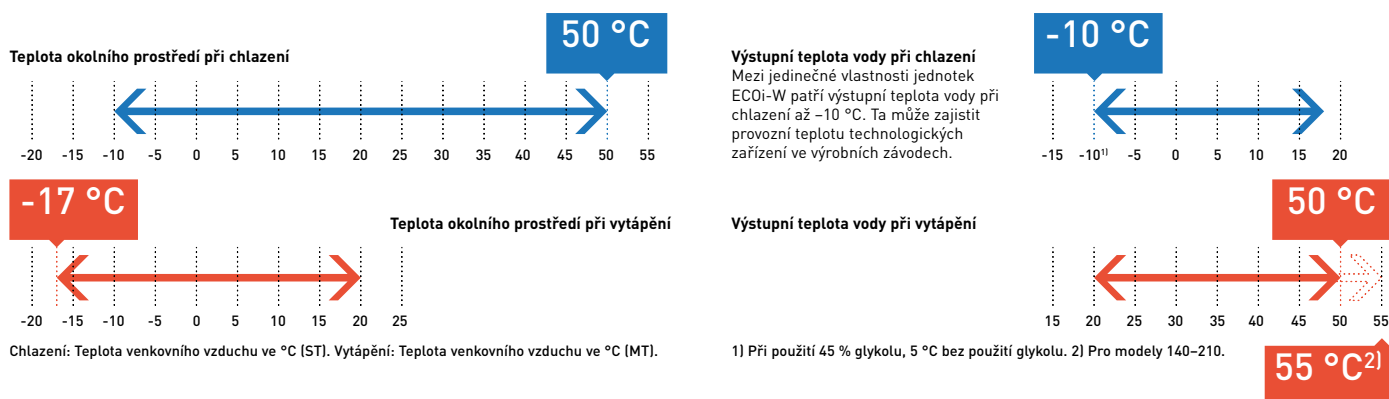 50 °C
Teplota okolního prostředí při chlazení
-20 -15 -10 -5 0 5 10 15 20 25 30 35 40 45 50 55
-17 °C
Teplota okolního prostředí při vytápění
-20 -15 -10 -5 0 5 10 15 20 25
Chlazení: Teplota venkovního vzduchu ve °C (ST). Vytápění: Teplota venkovního vzduchu ve °C (MT).
-10 °C
Výstupní teplota vody při chlazení
Mezi jedinečné vlastnosti jednotek
ECOi-W patří výstupní teplota vody při
chlazení až –10 °C. Ta může zajistit
provozní teplotu technologických
zařízení ve výrobních závodech.
-15 -10¹⁾ -5 0 5 10 15 20
50 °C
Výstupní teplota vody při vytápění
15 20 25 30 35 40 45 50 55
1) Při použití 45 % glykolu, 5 °C bez použití glykolu. 2) Pro modely 140–210.
55 °C²⁾